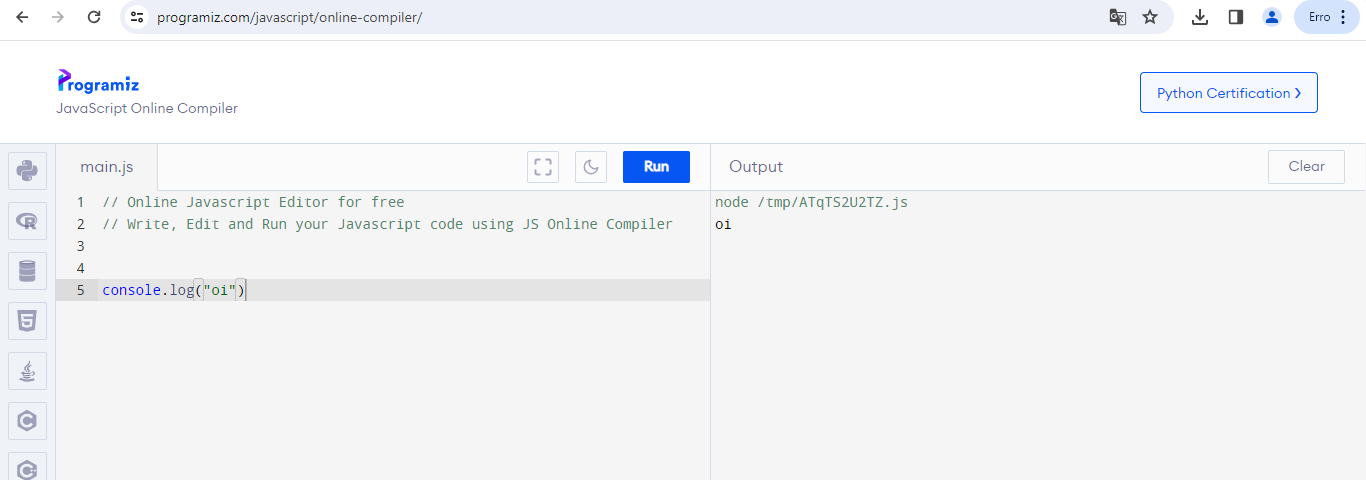 programiz.com/javascript/online-compiler/
Erro
Programiz
JavaScript Online Compiler
Python Certification
main.js
Run
Output
Clear
1 // Online Javascript Editor for free
2 // Write, Edit and Run your Javascript code using JS Online Compiler
3
4
5 console.log("oi")
node /tmp/ATqTS2U2TZ.js
oi